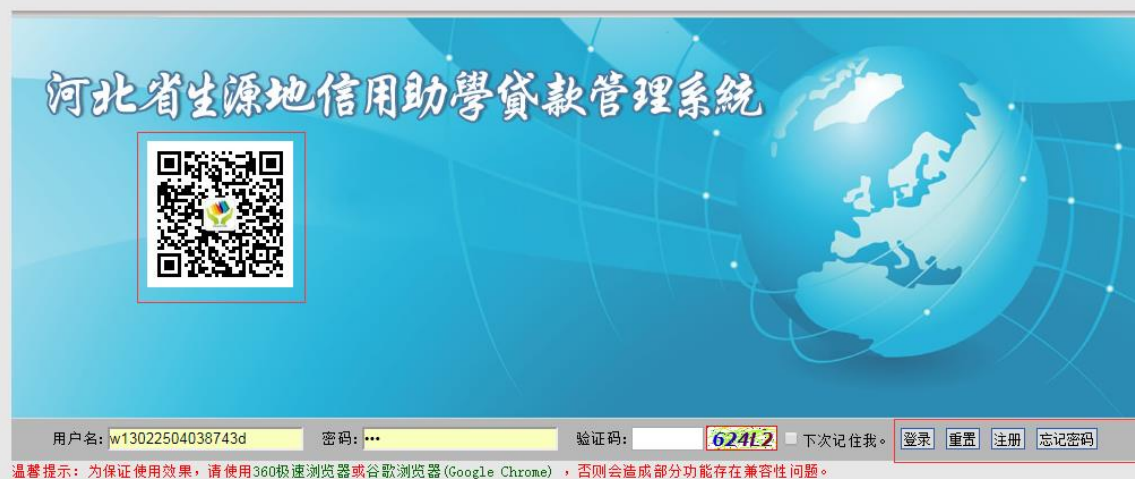 河北省生源地信用助學貸款管理系統
用户名: w13022504038743d 密码: ••• 验证码: 624L2 下次记住我。 登录 重置 注册 忘记密码
温馨提示: 为保证使用效果，请使用360极速浏览器或谷歌浏览器(Google Chrome) ，否则会造成部分功能存在兼容性问题。